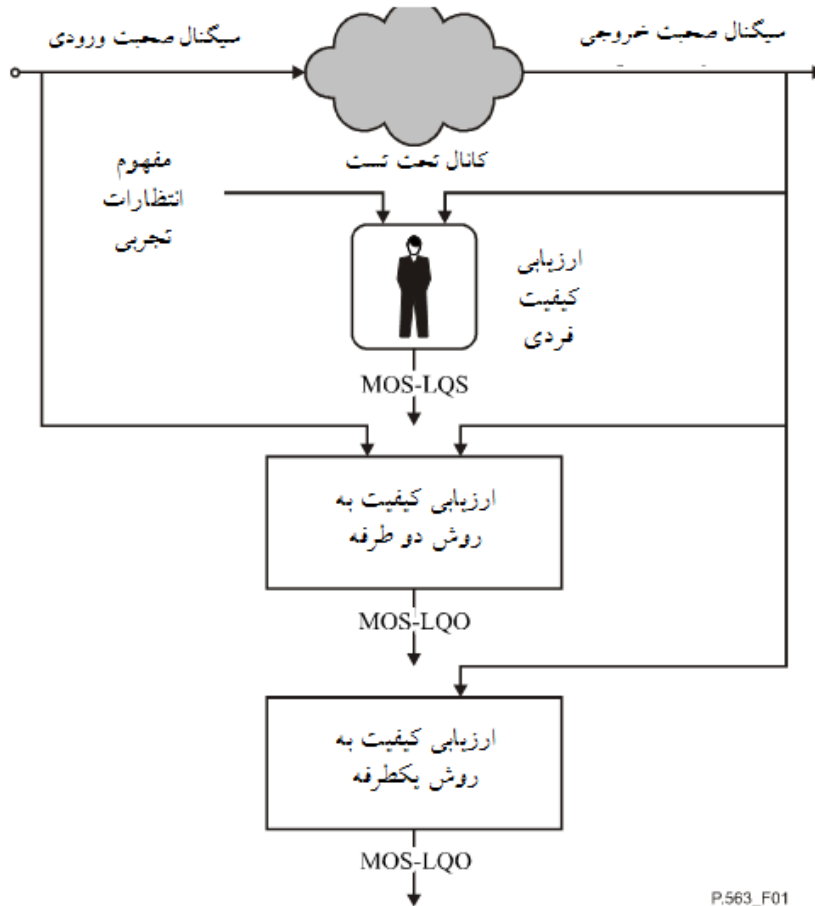 سیگنال صحبت ورودی
سیگنال صحبت خروجی
کانال تحت تست
مفهوم
انتظارات
تجربی
ارزیابی
کیفیت
فردی
MOS-LQS
ارزیابی کیفیت به
روش دو طرفه
MOS-LQO
ارزیابی کیفیت به
روش یکطرفه
MOS-LQO
P.563_F01